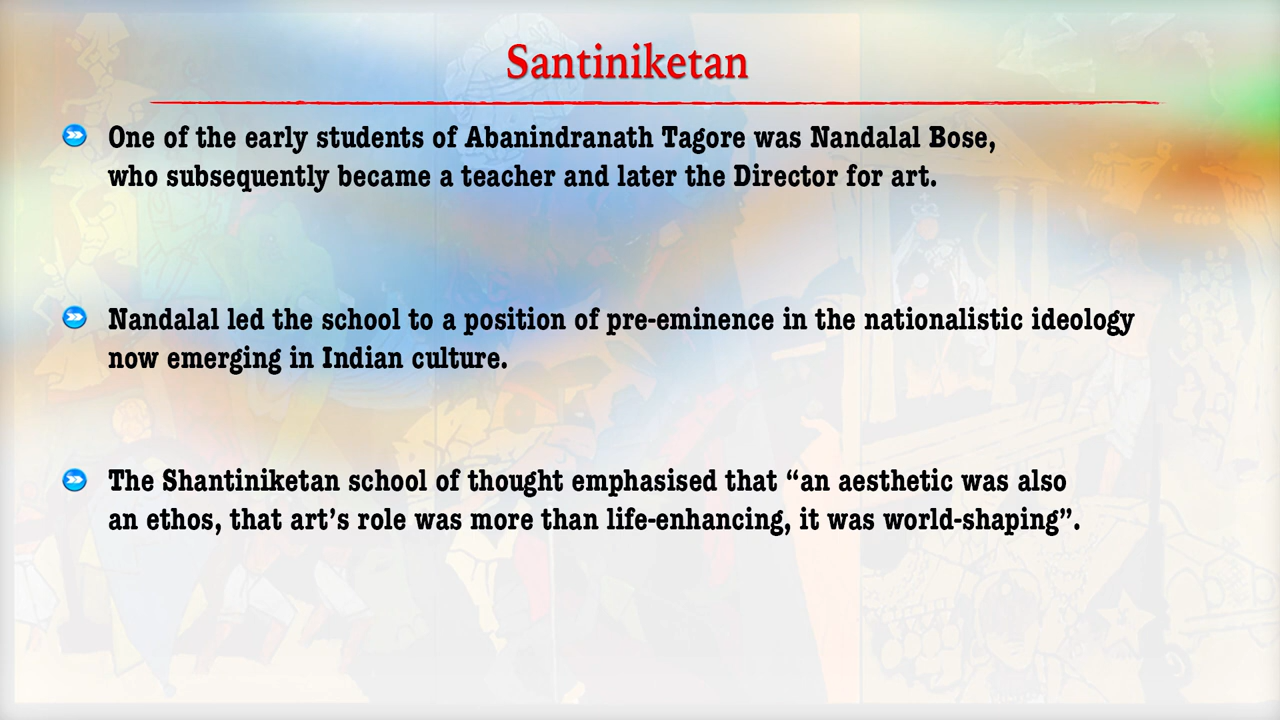 Santiniketan
One of the early students of Abanindranath Tagore was Nandalal Bose,
who subsequently became a teacher and later the Director for art.
Nandalal led the school to a position of pre-eminence in the nationalistic ideology
now emerging in Indian culture.
The Shantiniketan school of thought emphasised that “an aesthetic was also
an ethos, that art’s role was more than life-enhancing, it was world-shaping”.